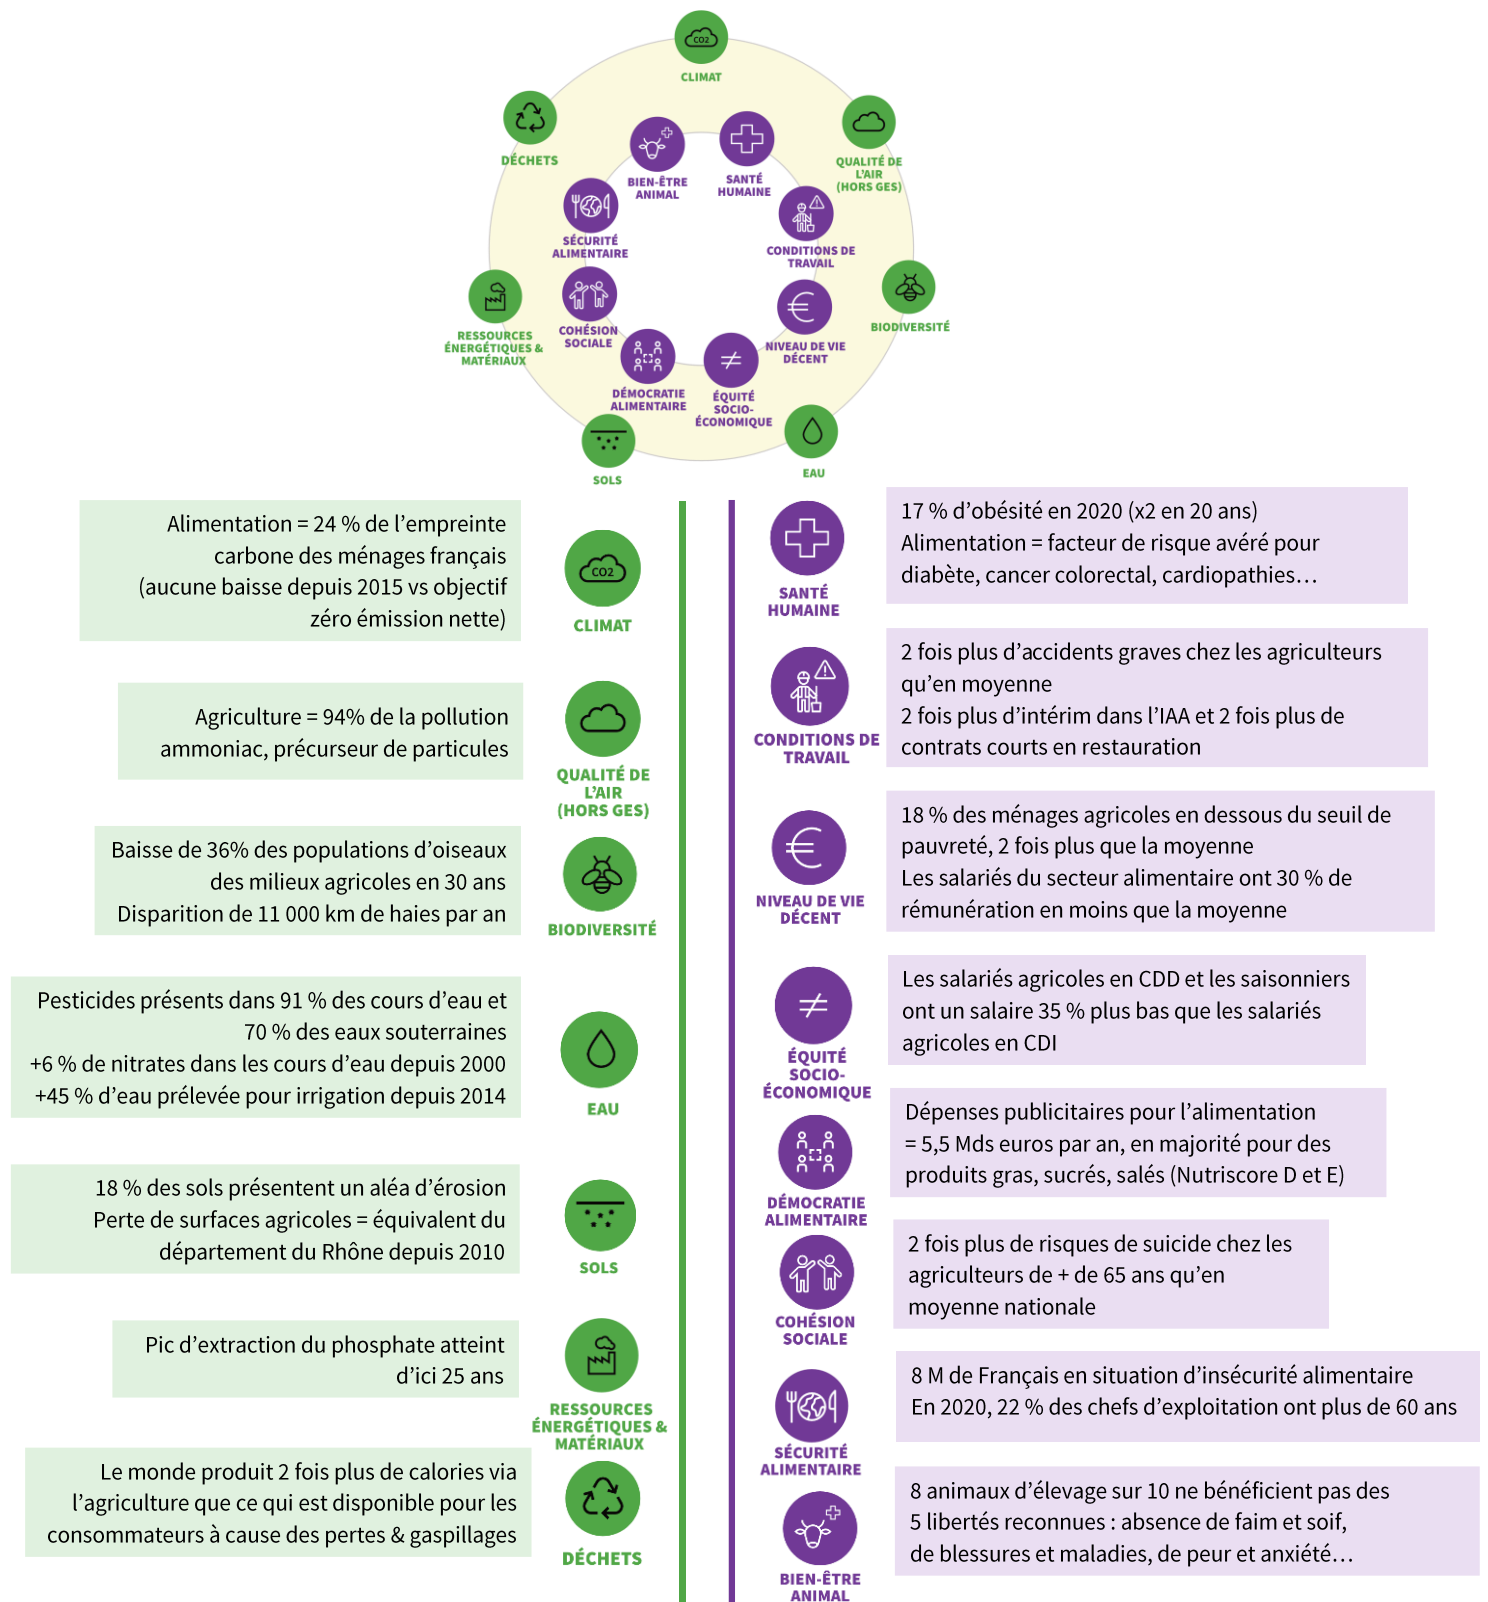 CO2
CLIMAT
DÉCHETS
QUALITÉ DE
L'AIR
(HORS GES)
BIEN-ÊTRE
ANIMAL
SANTÉ
HUMAINE
SÉCURITÉ
ALIMENTAIRE
CONDITIONS DE
TRAVAIL
RESSOURCES
ÉNERGÉTIQUES &
MATÉRIAUX
COHÉSION
SOCIALE
NIVEAU DE VIE
DÉCENT
BIODIVERSITÉ
DÉMOCRATIE
ALIMENTAIRE
ÉQUITÉ
SOCIO-
ÉCONOMIQUE
SOLS
EAU
Alimentation = 24 % de l’empreinte
carbone des ménages français
(aucune baisse depuis 2015 vs objectif
zéro émission nette)
CO2
CLIMAT
Agriculture = 94% de la pollution
ammoniac, précurseur de particules
QUALITÉ DE
L'AIR
(HORS GES)
Baisse de 36% des populations d’oiseaux
des milieux agricoles en 30 ans
Disparition de 11 000 km de haies par an
BIODIVERSITÉ
Pesticides présents dans 91 % des cours d’eau et
70 % des eaux souterraines
+6 % de nitrates dans les cours d’eau depuis 2000
+45 % d’eau prélevée pour irrigation depuis 2014
EAU
18 % des sols présentent un aléa d’érosion
Perte de surfaces agricoles = équivalent du
département du Rhône depuis 2010
SOLS
Pic d’extraction du phosphate atteint
d’ici 25 ans
RESSOURCES
ÉNERGÉTIQUES &
MATÉRIAUX
Le monde produit 2 fois plus de calories via
l’agriculture que ce qui est disponible pour les
consommateurs à cause des pertes & gaspillages
DÉCHETS
SANTÉ
HUMAINE
17 % d’obésité en 2020 (x2 en 20 ans)
Alimentation = facteur de risque avéré pour
diabète, cancer colorectal, cardiopathies…
CONDITIONS DE
TRAVAIL
2 fois plus d’accidents graves chez les agriculteurs
qu’en moyenne
2 fois plus d’intérim dans l’IAA et 2 fois plus de
contrats courts en restauration
NIVEAU DE VIE
DÉCENT
18 % des ménages agricoles en dessous du seuil de
pauvreté, 2 fois plus que la moyenne
Les salariés du secteur alimentaire ont 30 % de
rémunération en moins que la moyenne
ÉQUITÉ
SOCIO-
ÉCONOMIQUE
Les salariés agricoles en CDD et les saisonniers
ont un salaire 35 % plus bas que les salariés
agricoles en CDI
DÉMOCRATIE
ALIMENTAIRE
Dépenses publicitaires pour l’alimentation
= 5,5 Mds euros par an, en majorité pour des
produits gras, sucrés, salés (Nutriscore D et E)
COHÉSION
SOCIALE
2 fois plus de risques de suicide chez les
agriculteurs de + de 65 ans qu’en
moyenne nationale
SÉCURITÉ
ALIMENTAIRE
8 M de Français en situation d’insécurité alimentaire
En 2020, 22 % des chefs d’exploitation ont plus de 60 ans
BIEN-ÊTRE
ANIMAL
8 animaux d’élevage sur 10 ne bénéficient pas des
5 libertés reconnues : absence de faim et soif,
de blessures et maladies, de peur et anxiété…